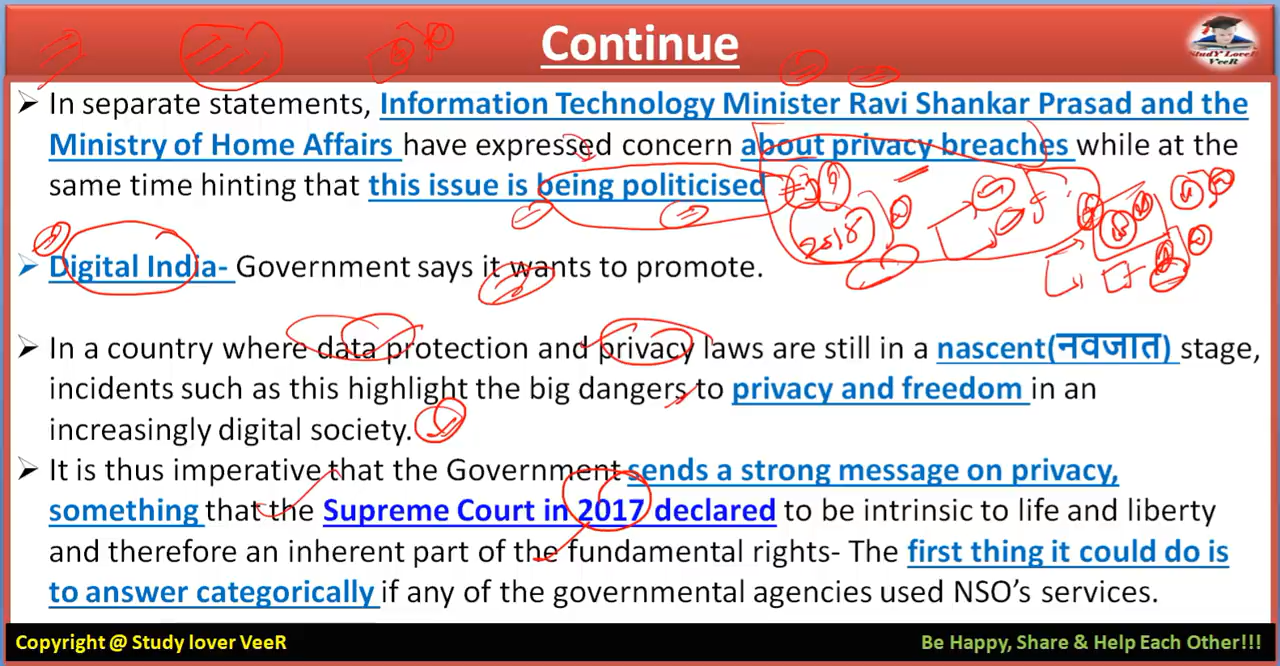 Continue
StudY LoveR
VeeR
➢ In separate statements, Information Technology Minister Ravi Shankar Prasad and the
Ministry of Home Affairs have expressed concern about privacy breaches while at the
same time hinting that this issue is being politicised
2018
➢ Digital India- Government says it wants to promote.
➢ In a country where data protection and privacy laws are still in a nascent(नवजात) stage,
incidents such as this highlight the big dangers to privacy and freedom in an
increasingly digital society.
➢ It is thus imperative that the Government sends a strong message on privacy,
something that the Supreme Court in 2017 declared to be intrinsic to life and liberty
and therefore an inherent part of the fundamental rights- The first thing it could do is
to answer categorically if any of the governmental agencies used NSO’s services.
Copyright @ Study lover VeeR
Be Happy, Share & Help Each Other!!!